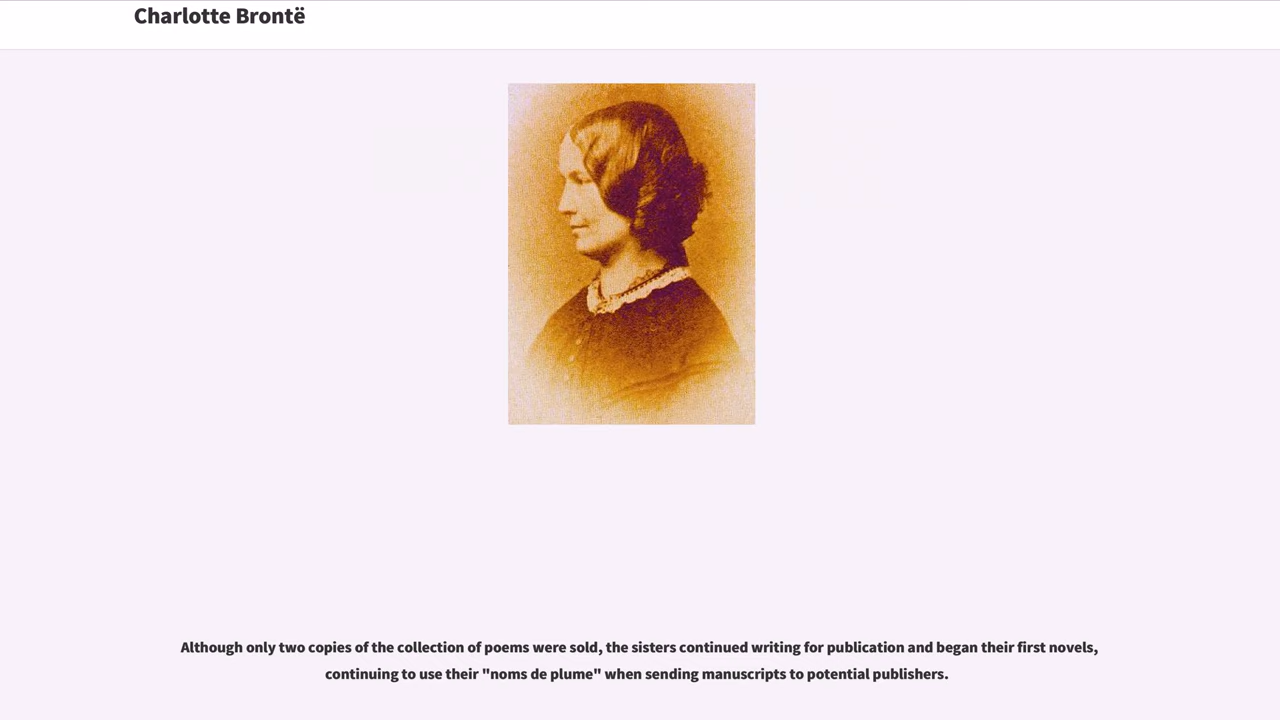 Charlotte Brontë
Although only two copies of the collection of poems were sold, the sisters continued writing for publication and began their first novels,
continuing to use their "noms de plume" when sending manuscripts to potential publishers.